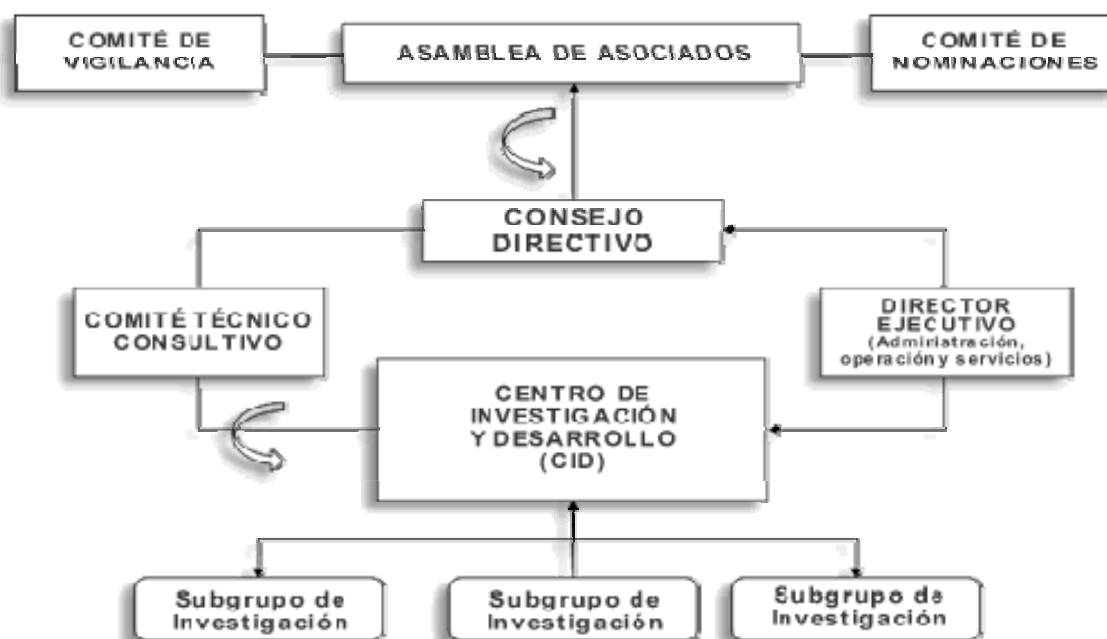 COMITÉ DE
VIGILANCIA
ASAMBLEA DE ASOCIADOS
COMITÉ DE
NOMINACIONES
CONSEJO
DIRECTIVO
COMITÉ TÉCNICO
CONSULTIVO
DIRECTOR
EJECUTIVO
(Administración,
operación y servicios)
CENTRO DE
INVESTIGACIÓN
Y DESARROLLO
(CID)
Subgrupo de
Investigación
Subgrupo de
Investigación
Subgrupo de
Investigación